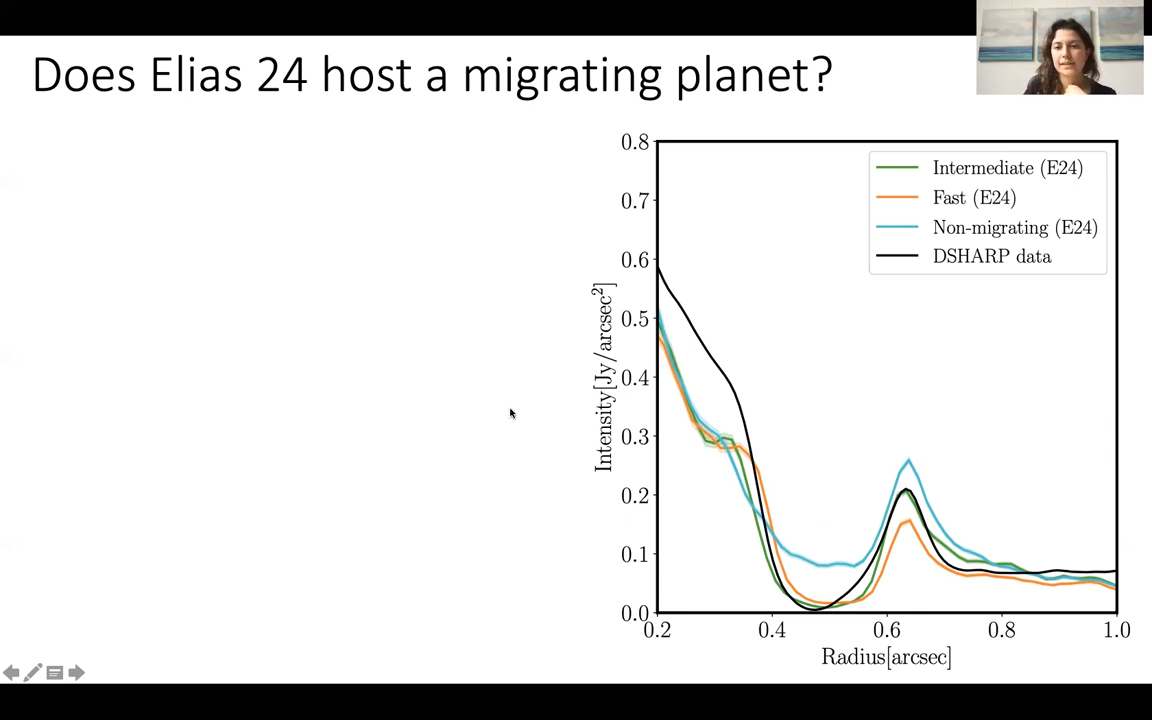 Does Elias 24 host a migrating planet?
0.8
0.7
0.6
0.5
0.4
0.3
0.2
0.1
0.0
Intensity[Jy/arcsec²]
Intermediate (E24)
Fast (E24)
Non-migrating (E24)
DSHARP data
0.2 0.4 0.6 0.8 1.0
Radius[arcsec]